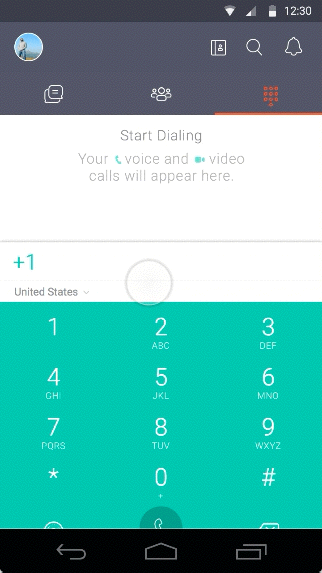 12:30
Start Dialing
Your voice and video
calls will appear here.
+1
United States
1 2 3
ABC DEF
4 5 6
GHI JKL MNO
7 8 9
PQRS TUV WXYZ
* 0 #
+